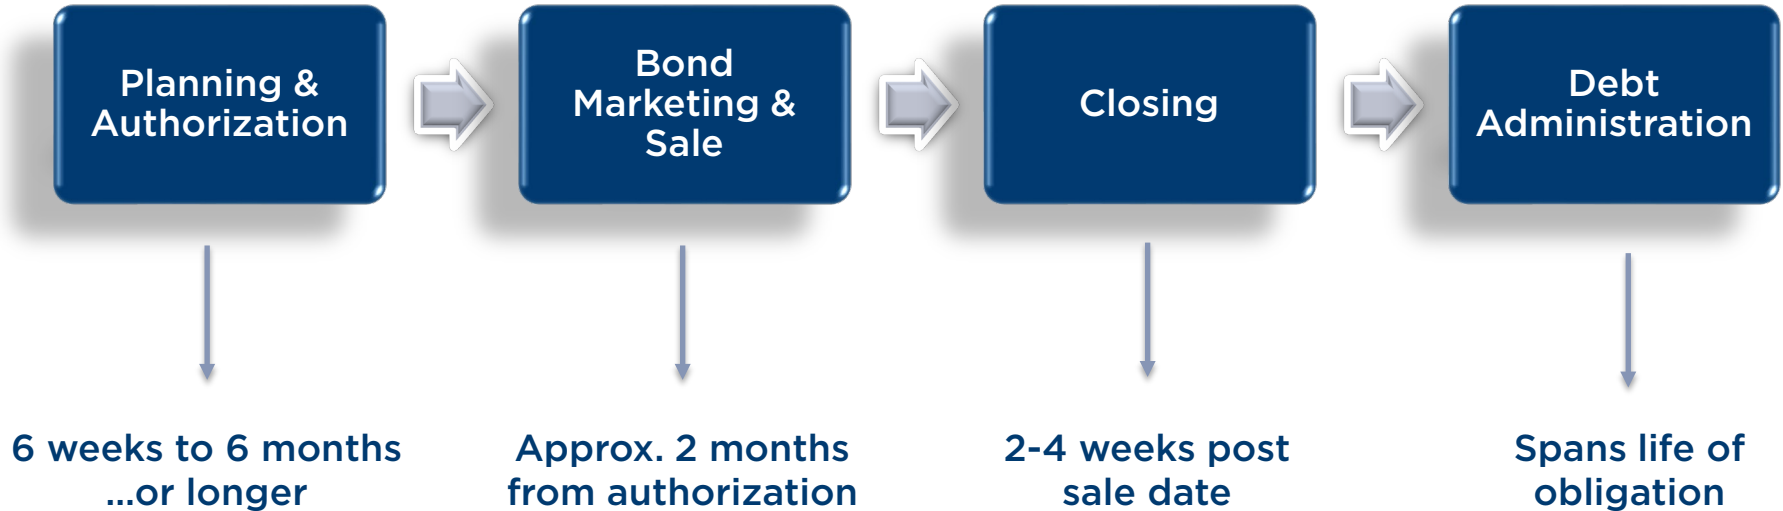 Planning &
Authorization
Bond
Marketing &
Sale
Closing
Debt
Administration
6 weeks to 6 months
...or longer
Approx. 2 months
from authorization
2-4 weeks post
sale date
Spans life of
obligation